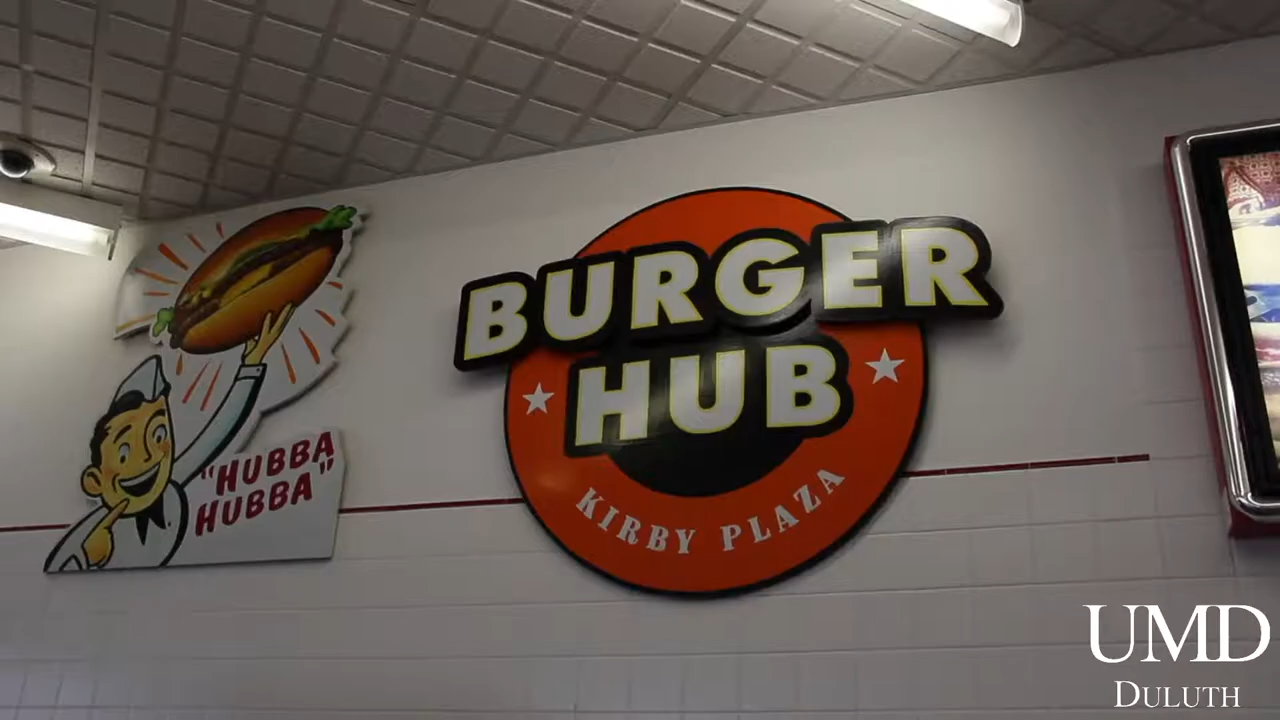 "HUBBA
HUBBA"
BURGER
HUB
KIRBY PLAZA
UMD
DULUTH